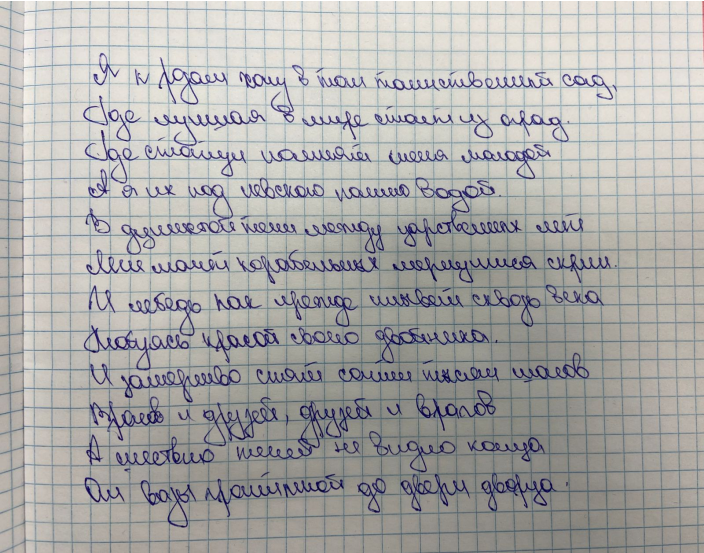 Я к розам хочу в том таинственный сад,
Где лучшая в мире стоит из оград.
Где статуи помнят меня молодой
А я их под невскою помню водой.
В душистой тени между царственных лип
Мне мачт корабельных мерещится скрип.
И лебедь как прежде плывет сквозь века
Любуясь красой своего двойника.
И замертво спят сотни тысяч шагов
Врагов и друзей, друзей и врагов
А шествию теней не видно конца
От вазы гранитной до двери дворца.